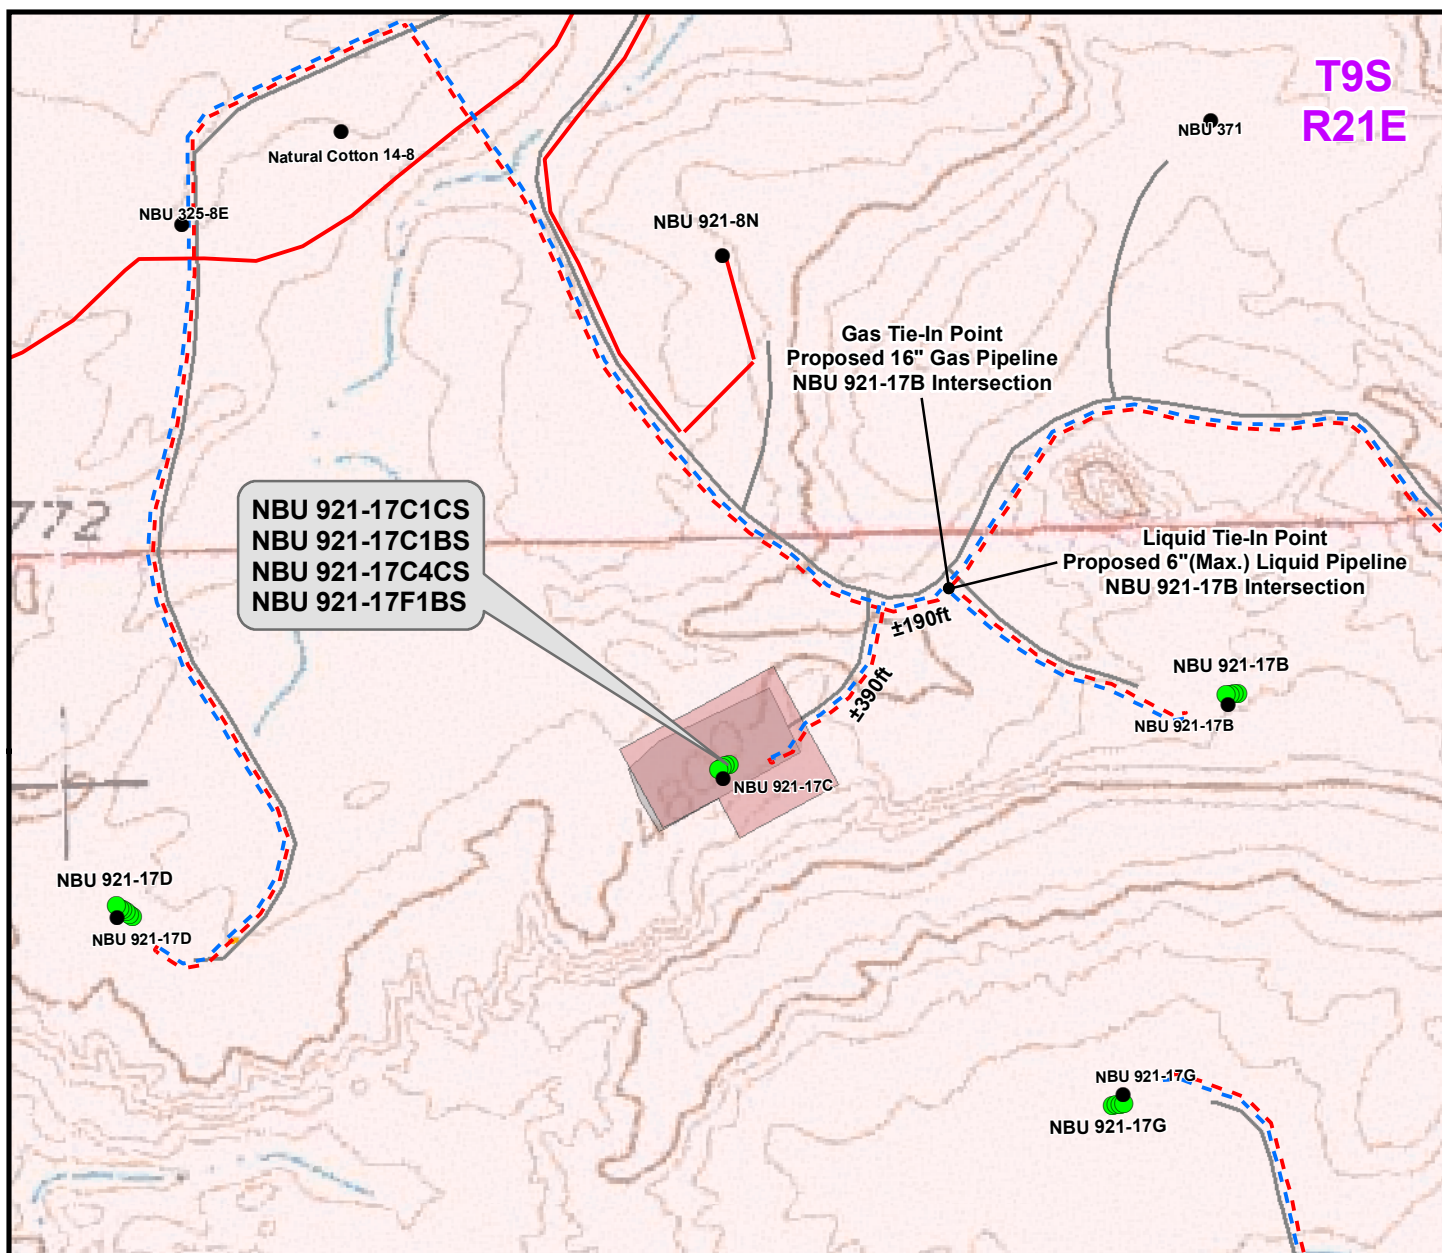 T9S
R21E
NBU 371
Natural Cotton 14-8
NBU 325-8E
NBU 921-8N
Gas Tie-In Point
Proposed 16" Gas Pipeline
NBU 921-17B Intersection
772
NBU 921-17C1CS
NBU 921-17C1BS
NBU 921-17C4CS
NBU 921-17F1BS
Liquid Tie-In Point
Proposed 6"(Max.) Liquid Pipeline
NBU 921-17B Intersection
±190ft
±390ft
NBU 921-17B
NBU 921-17B
NBU 921-17C
NBU 921-17D
NBU 921-17D
NBU 921-17G
NBU 921-17G